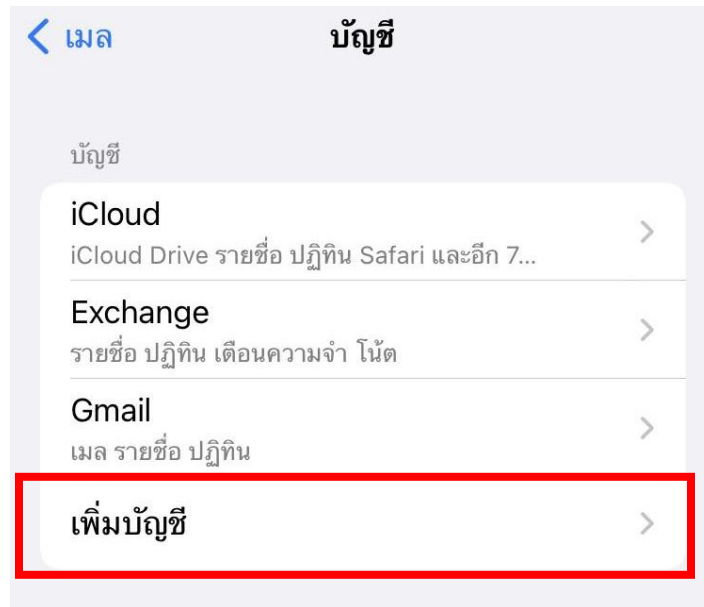 เมล บัญชี
บัญชี
iCloud
iCloud Drive รายชื่อ ปฏิทิน Safari และอีก 7...
Exchange
รายชื่อ ปฏิทิน เตือนความจำ โน้ต
Gmail
เมล รายชื่อ ปฏิทิน
เพิ่มบัญชี